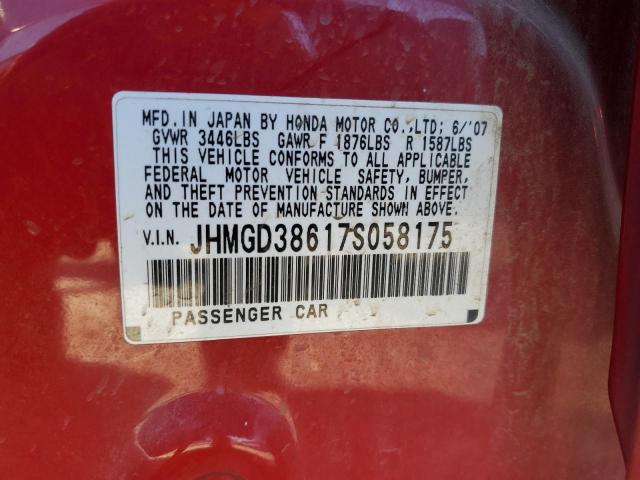 MFD. IN JAPAN BY HONDA MOTOR CO.,LTD; 6/'07
GVWR 3446LBS GAWR F 1876LBS R 1587LBS
THIS VEHICLE CONFORMS TO ALL APPLICABLE
FEDERAL MOTOR VEHICLE SAFETY, BUMPER,
AND THEFT PREVENTION STANDARDS IN EFFECT
ON THE DATE OF MANUFACTURE SHOWN ABOVE.
V.I.N. JHMGD38617S058175
PASSENGER CAR